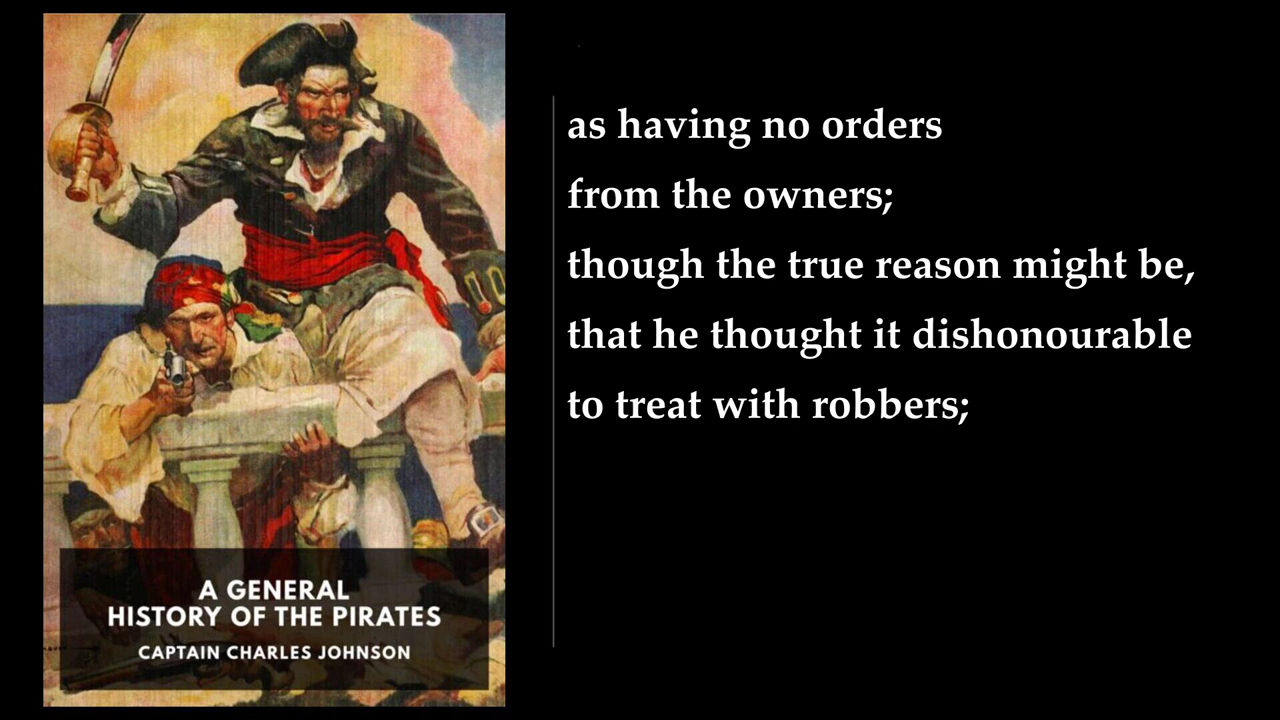 as having no orders
from the owners;
though the true reason might be,
that he thought it dishonourable
to treat with robbers;
A GENERAL
HISTORY OF THE PIRATES
CAPTAIN CHARLES JOHNSON